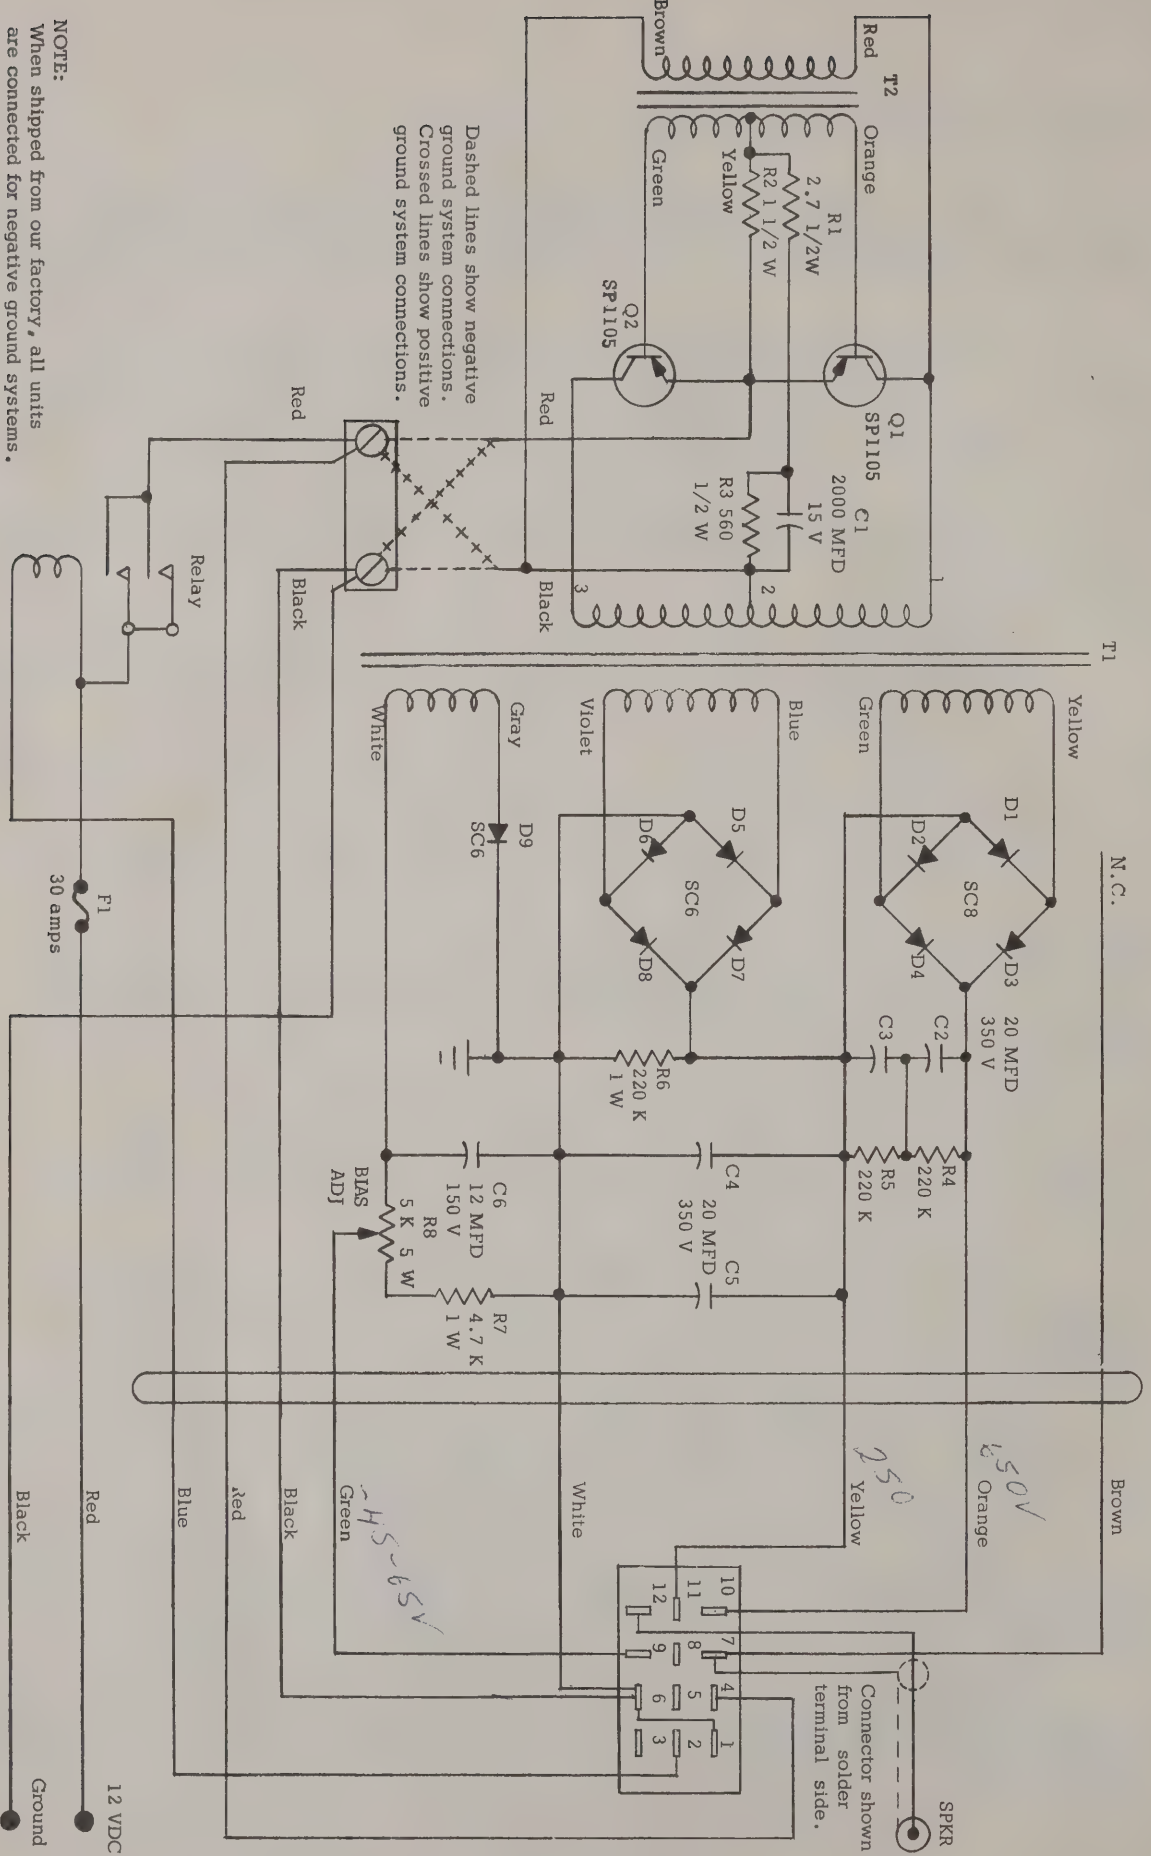 Brown
Red
T2
Orange
Yellow
Green
R2 1 1/2 W
R1
2.7 1/2W
Q2
SP1105
Q1
SP1105
C1
2000 MFD
15 V
R3 560
1/2 W
1
2
3
Red
Black
Dashed lines show negative
ground system connections.
Crossed lines show positive
ground system connections.
Red
Black
Relay
NOTE:
When shipped from our factory, all units
are connected for negative ground systems.
T1
Yellow
Green
Blue
Violet
Gray
White
N.C.
D1
D2
SC8
D3
D4
D5
D6
SC6
D7
D8
D9
SC6
F1
30 amps
20 MFD
350 V
C2
C3
R4
220 K
R5
220 K
R6
220 K
1 W
C4
20 MFD
350 V
C5
C6
12 MFD
150 V
BIAS
ADJ
R8
5 K 5 W
R7
4.7 K
1 W
650V
250
-45-65V
Brown
Orange
Yellow
White
Green
Black
Red
Blue
Red
Black
10
11
12
7
8
9
4
5
6
1
2
3
Connector shown
from solder
terminal side.
SPKR
12 VDC
Ground